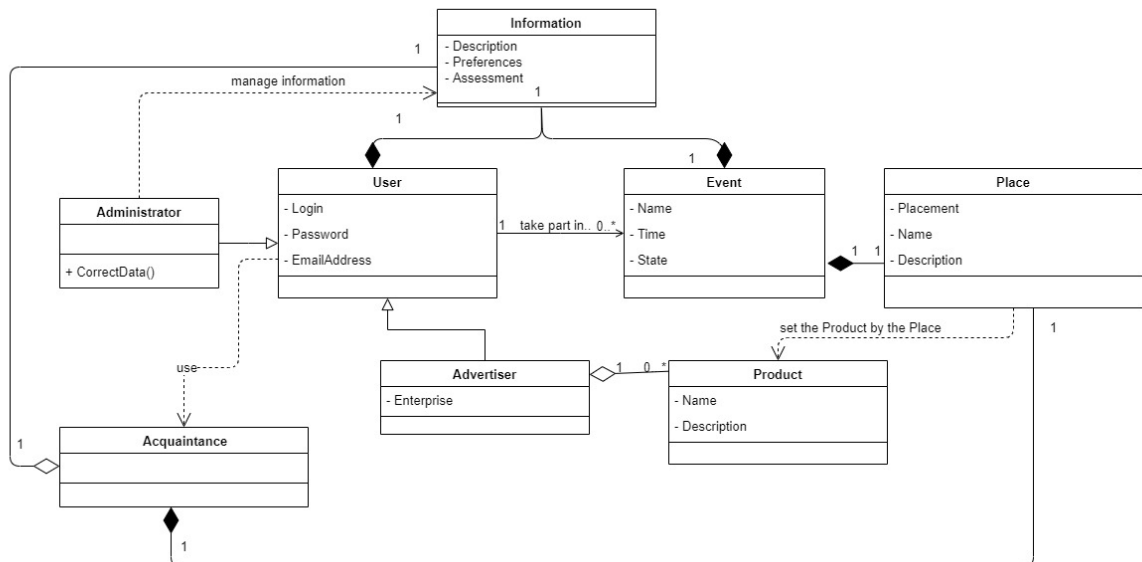 Information
- Description
- Preferences
- Assessment
1
1
manage information
1
1
User
- Login
- Password
- EmailAddress
Event
- Name
- Time
- State
Place
- Placement
- Name
- Description
Administrator
+ CorrectData()
1 take part in.. 0..*
1 1
set the Product by the Place
1
use
Advertiser
- Enterprise
1 0 ..*
Product
- Name
- Description
Acquaintance
1
1